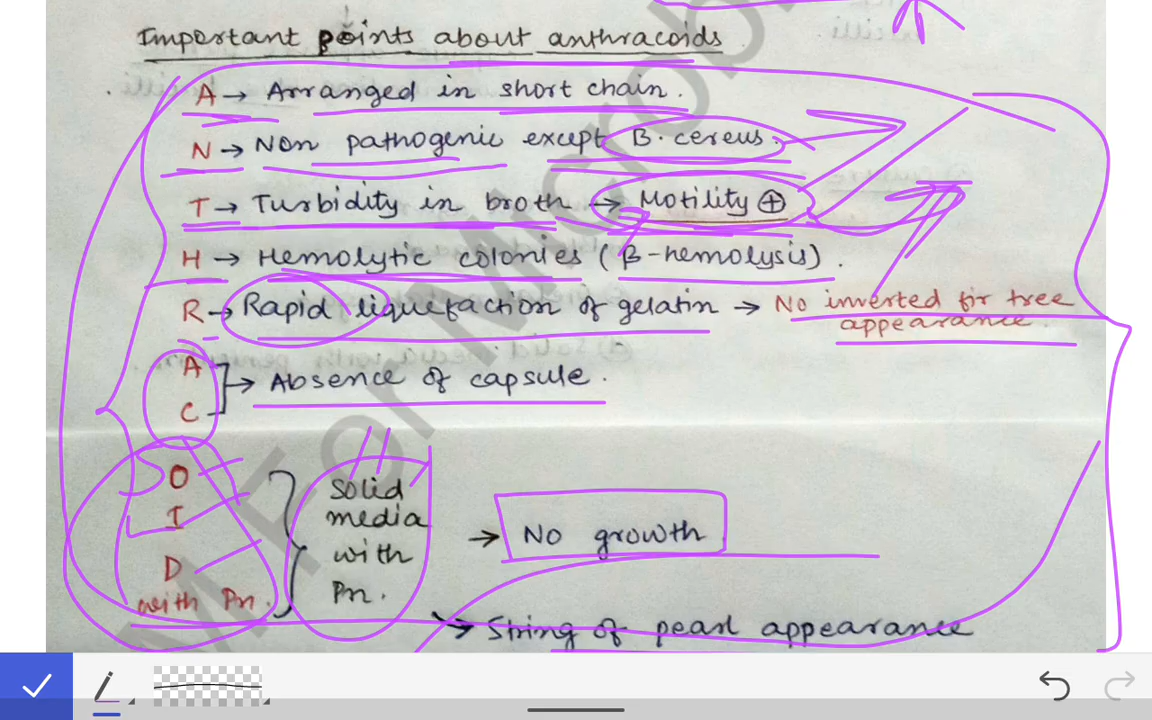 Important points about anthracoids
A → Arranged in short chain.
N → Non pathogenic except B. cereus.
T → Turbidity in broth → Motility ⊕
H → Hemolytic colonies (β-hemolysis).
R → Rapid liquefaction of gelatin → No inverted fir tree
appearance.
A
C
→ Absence of capsule.
O
I
D
with Pn.
Solid
media
with
Pn.
→ No growth
→ String of pearl appearance
M For Microb